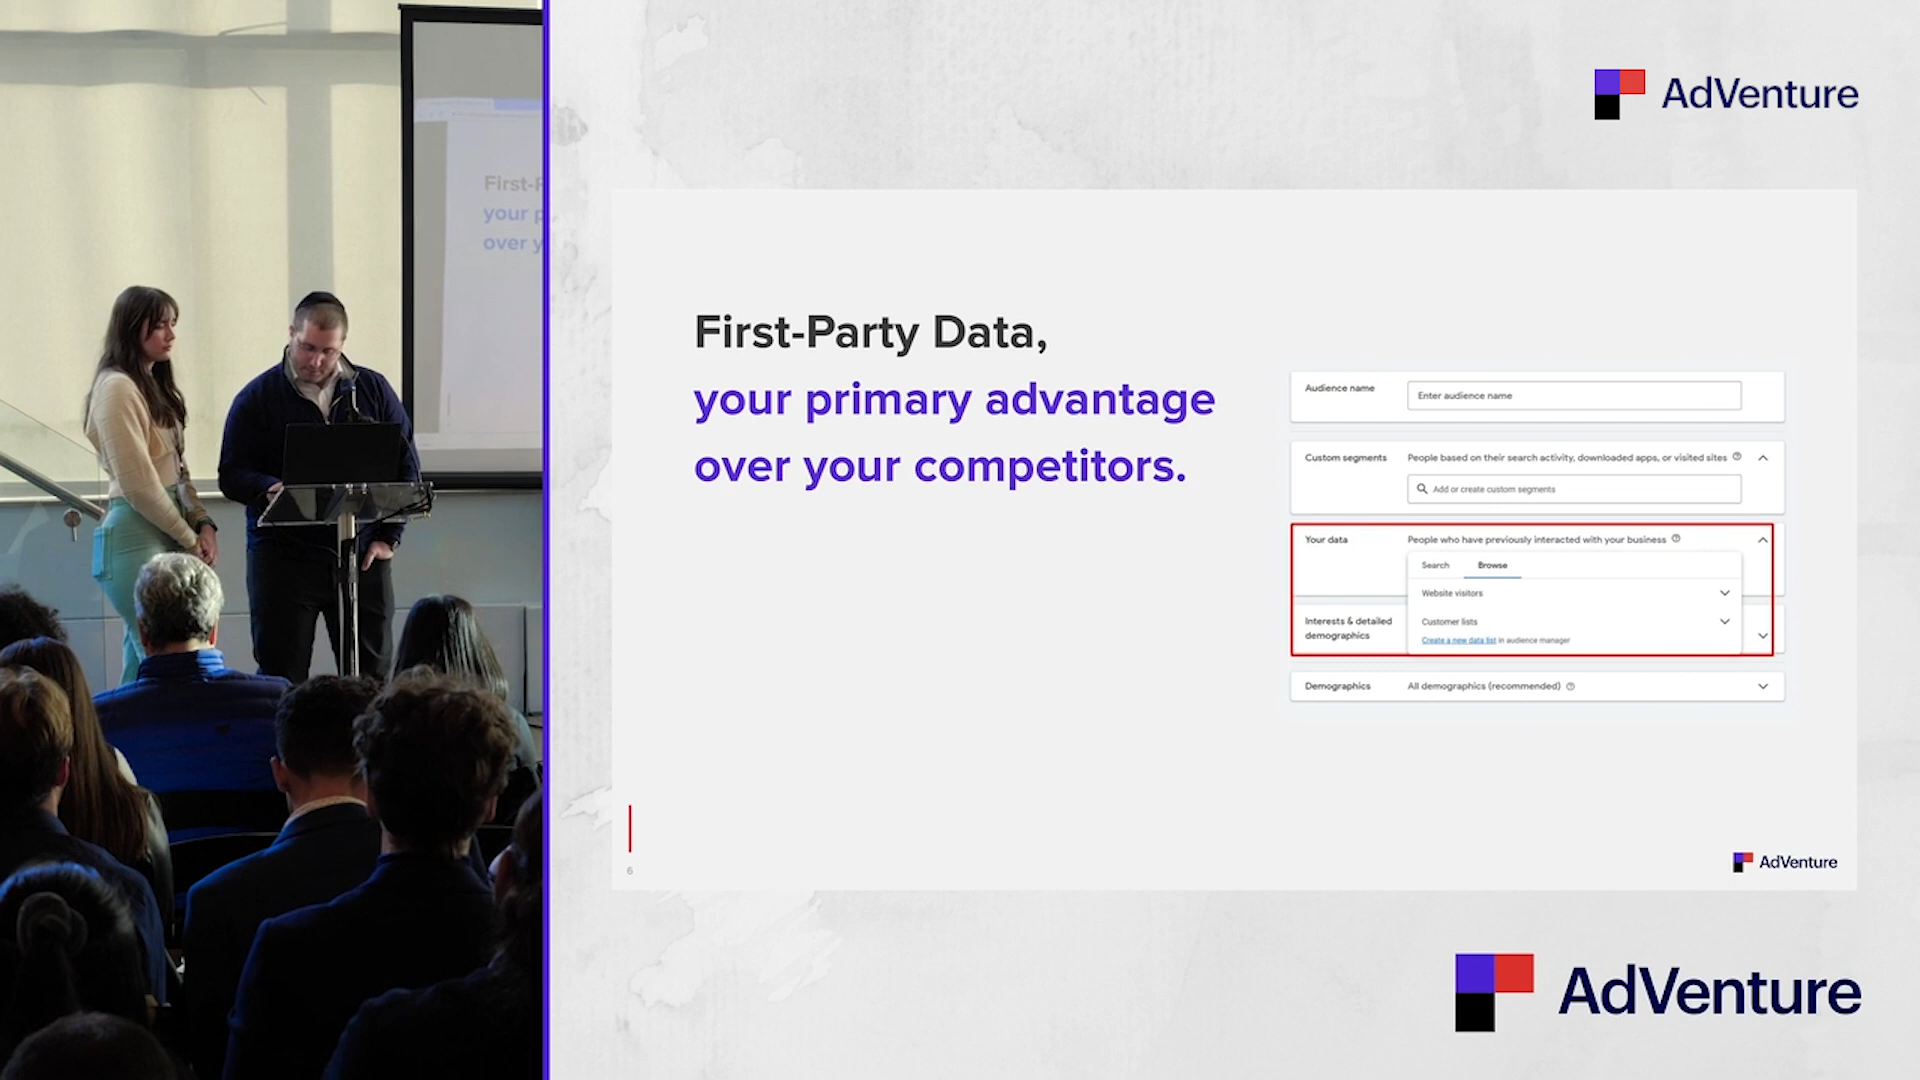 First-P
your p
over y
AdVenture
First-Party Data,
your primary advantage
over your competitors.
Audience name
Enter audience name
Custom segments
People based on their search activity, downloaded apps, or visited sites
Add or create custom segments
Your data
People who have previously interacted with your business
Search
Browse
Website visitors
Customer lists
Create a new data list in audience manager
Interests & detailed
demographics
Demographics
All demographics (recommended)
6
AdVenture
AdVenture